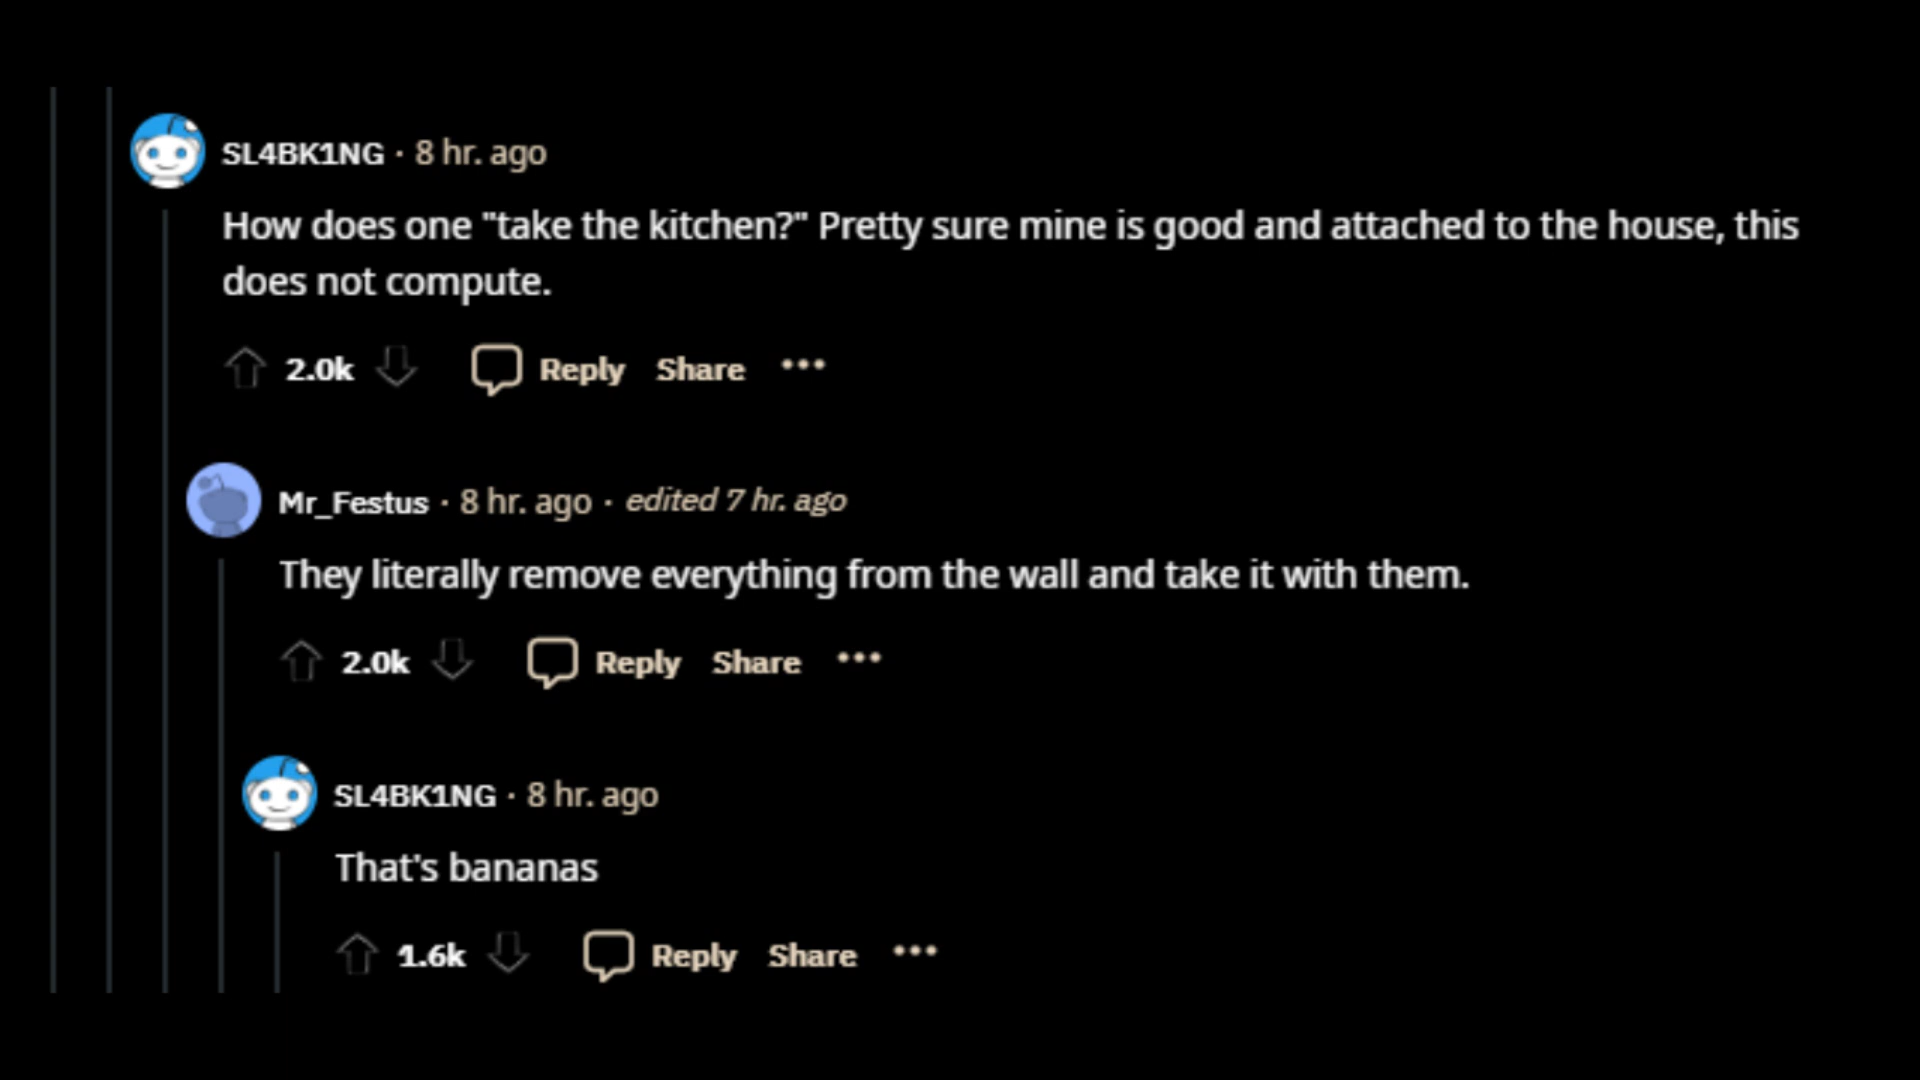 SL4BK1NG · 8 hr. ago
How does one "take the kitchen?" Pretty sure mine is good and attached to the house, this
does not compute.
2.0k Reply Share •••
Mr_Festus · 8 hr. ago · edited 7 hr. ago
They literally remove everything from the wall and take it with them.
2.0k Reply Share •••
SL4BK1NG · 8 hr. ago
That's bananas
1.6k Reply Share •••